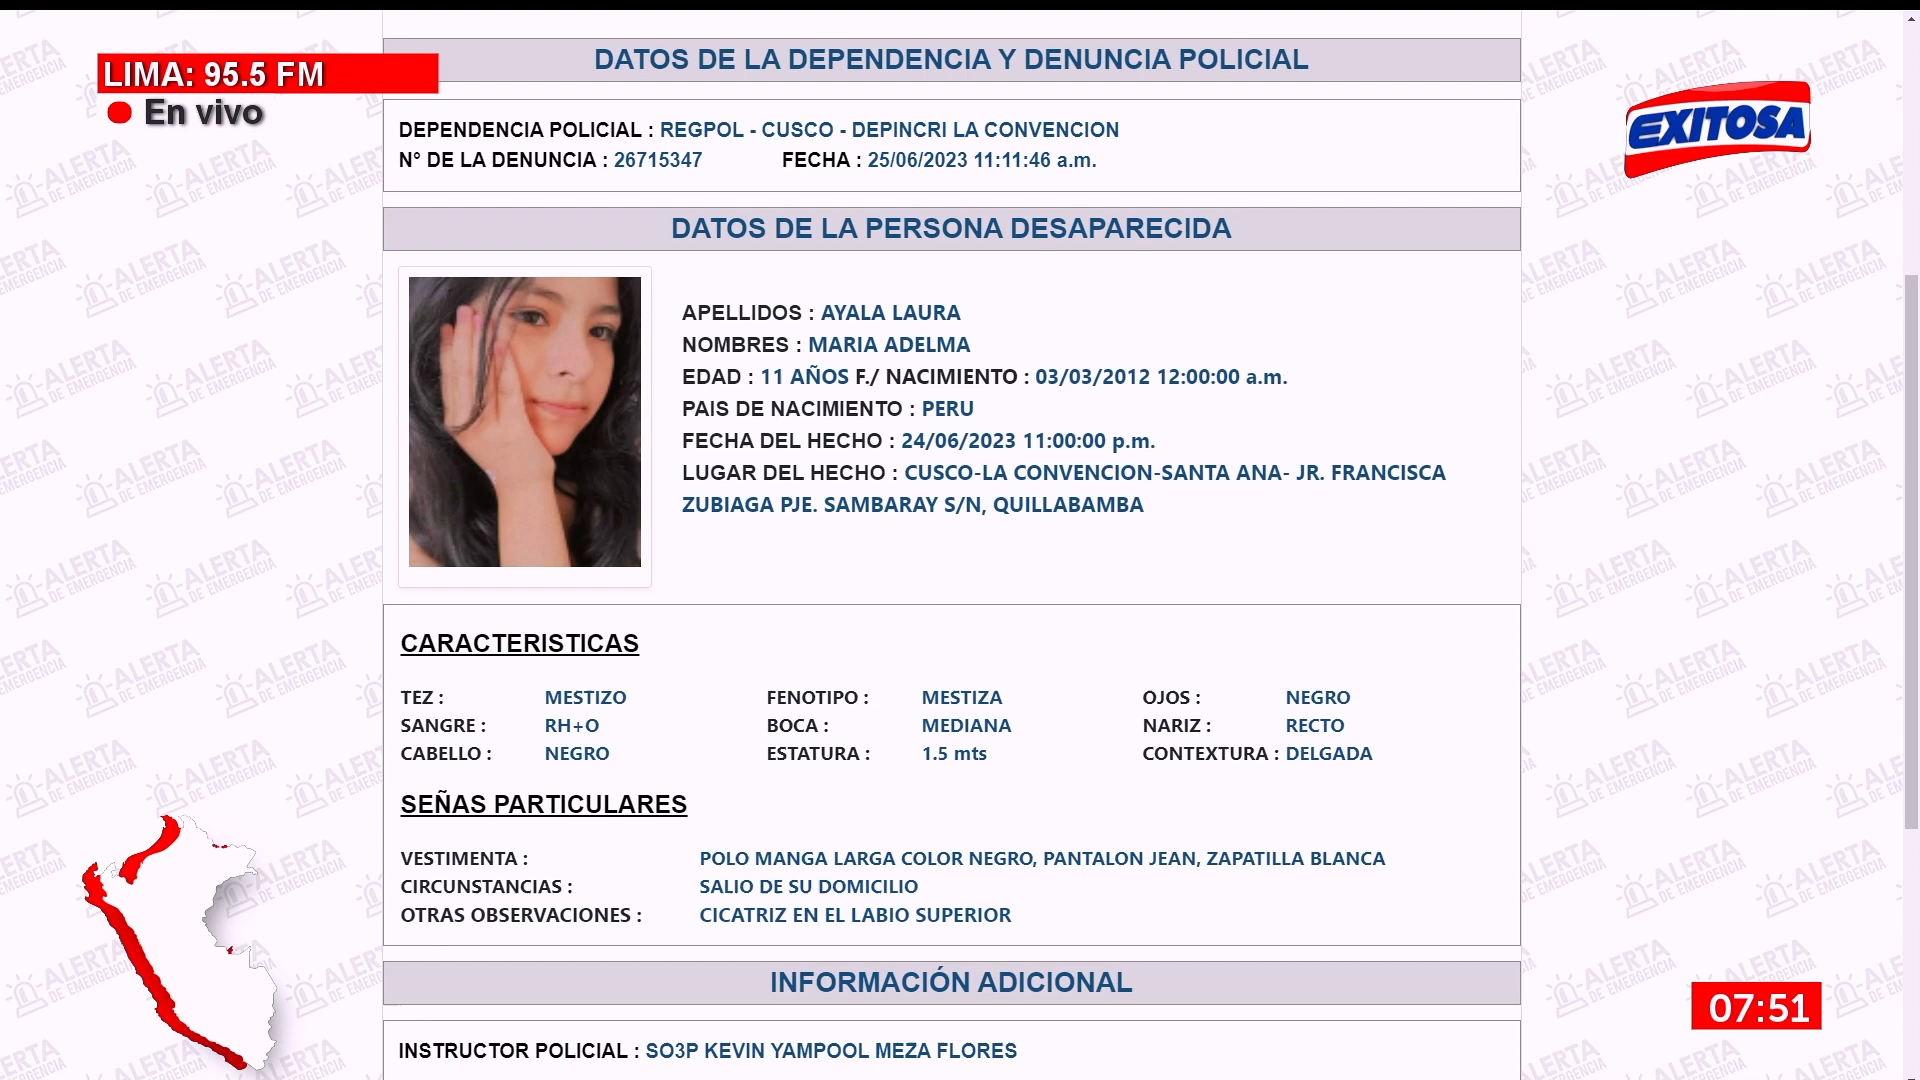 DATOS DE LA DEPENDENCIA Y DENUNCIA POLICIAL
LIMA: 95.5 FM
En vivo
EXITOSA
DEPENDENCIA POLICIAL : REGPOL - CUSCO - DEPINCRI LA CONVENCION
N° DE LA DENUNCIA : 26715347 FECHA : 25/06/2023 11:11:46 a.m.
DATOS DE LA PERSONA DESAPARECIDA
APELLIDOS : AYALA LAURA
NOMBRES : MARIA ADELMA
EDAD : 11 AÑOS F./ NACIMIENTO : 03/03/2012 12:00:00 a.m.
PAIS DE NACIMIENTO : PERU
FECHA DEL HECHO : 24/06/2023 11:00:00 p.m.
LUGAR DEL HECHO : CUSCO-LA CONVENCION-SANTA ANA- JR. FRANCISCA
ZUBIAGA PJE. SAMBARAY S/N, QUILLABAMBA
CARACTERISTICAS
TEZ : MESTIZO FENOTIPO : MESTIZA OJOS : NEGRO
SANGRE : RH+O BOCA : MEDIANA NARIZ : RECTO
CABELLO : NEGRO ESTATURA : 1.5 mts CONTEXTURA : DELGADA
SEÑAS PARTICULARES
VESTIMENTA : POLO MANGA LARGA COLOR NEGRO, PANTALON JEAN, ZAPATILLA BLANCA
CIRCUNSTANCIAS : SALIO DE SU DOMICILIO
OTRAS OBSERVACIONES : CICATRIZ EN EL LABIO SUPERIOR
INFORMACIÓN ADICIONAL
07:51
INSTRUCTOR POLICIAL : SO3P KEVIN YAMPOOL MEZA FLORES
ALERTA
DE EMERGENCIA